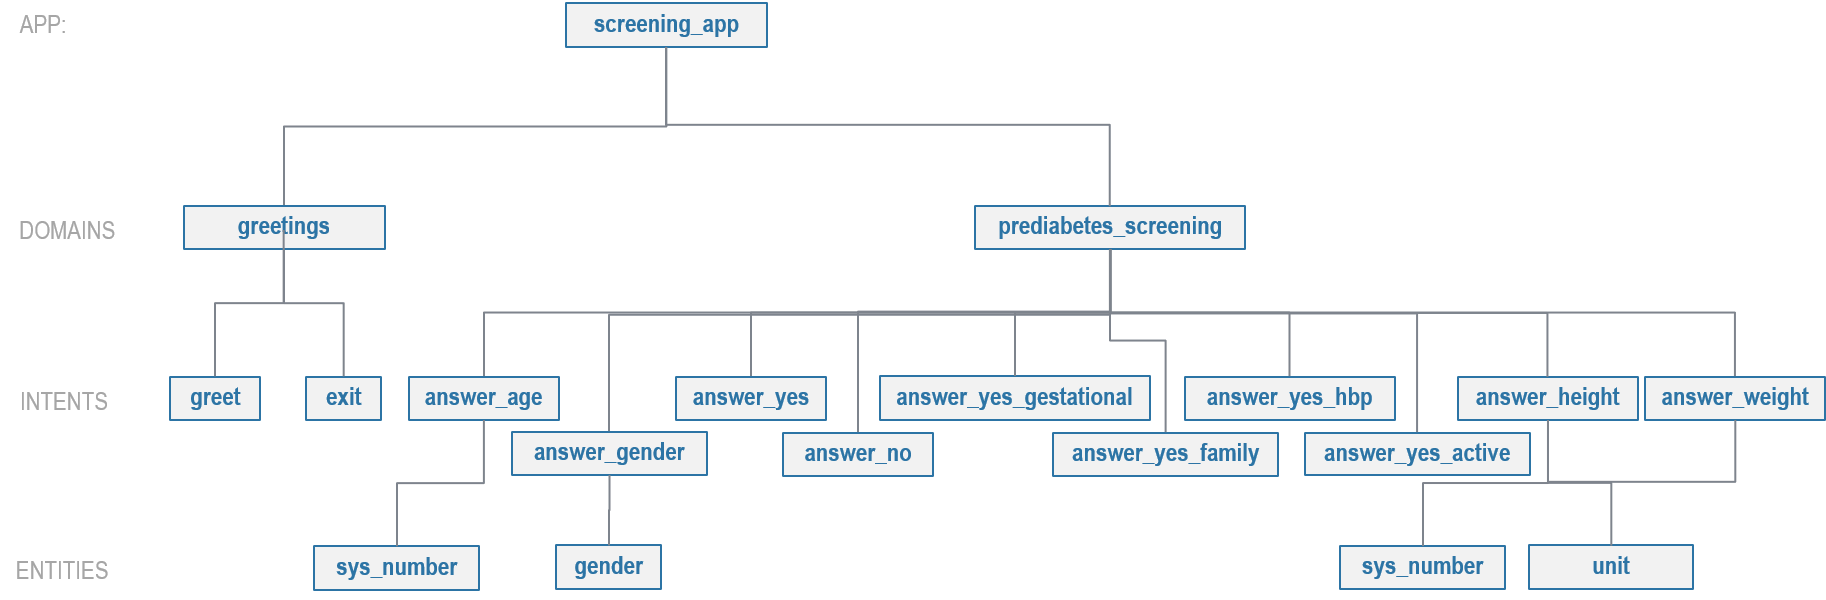 APP:
screening_app
DOMAINS
greetings
prediabetes_screening
INTENTS
greet
exit
answer_age
answer_yes
answer_yes_gestational
answer_yes_hbp
answer_height
answer_weight
answer_gender
answer_no
answer_yes_family
answer_yes_active
ENTITIES
sys_number
gender
sys_number
unit